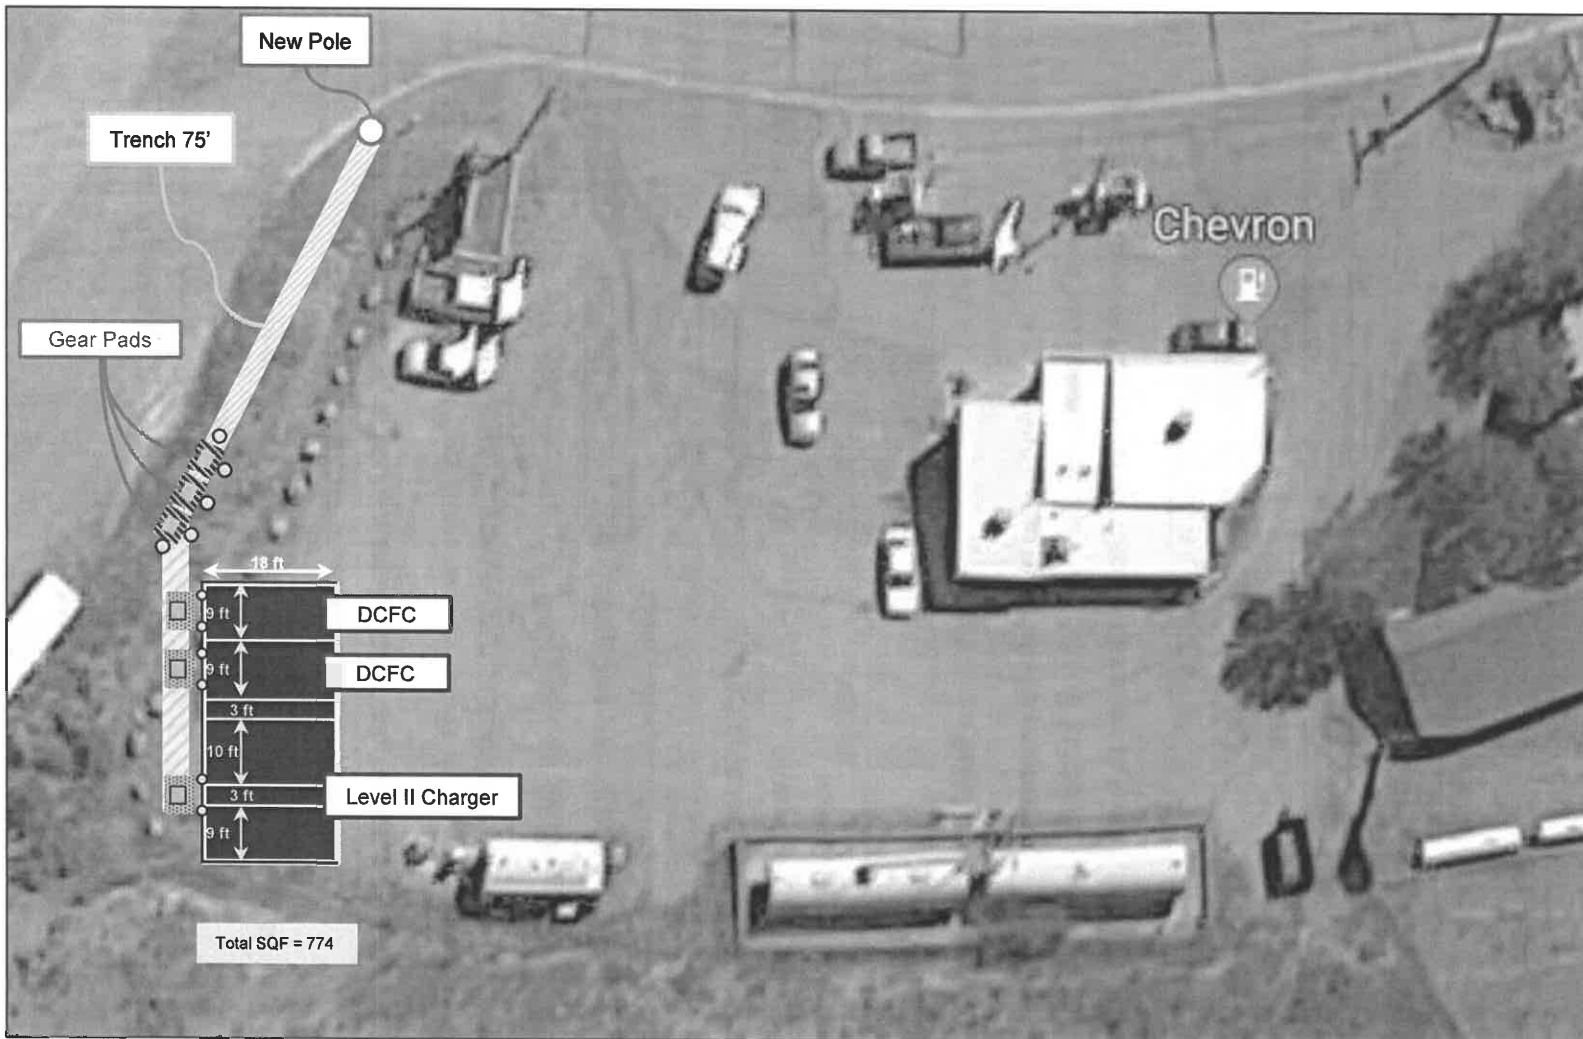 New Pole
Trench 75'
Chevron
Gear Pads
18 ft
9 ft
DCFC
9 ft
DCFC
3 ft
10 ft
3 ft
Level II Charger
9 ft
Total SQF = 774